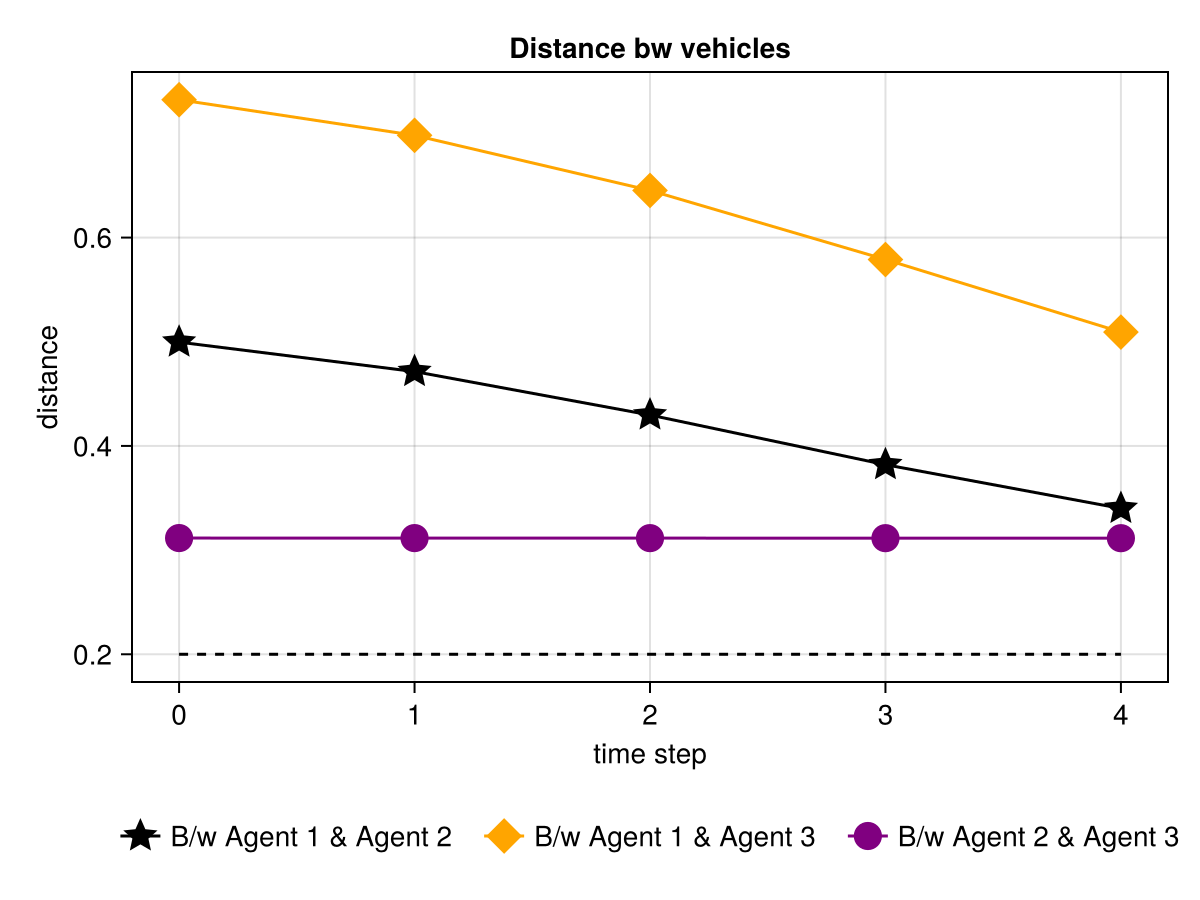 Distance bw vehicles
0.6
0.4
0.2
distance
0 1 2 3 4
time step
B/w Agent 1 & Agent 2 B/w Agent 1 & Agent 3 B/w Agent 2 & Agent 3